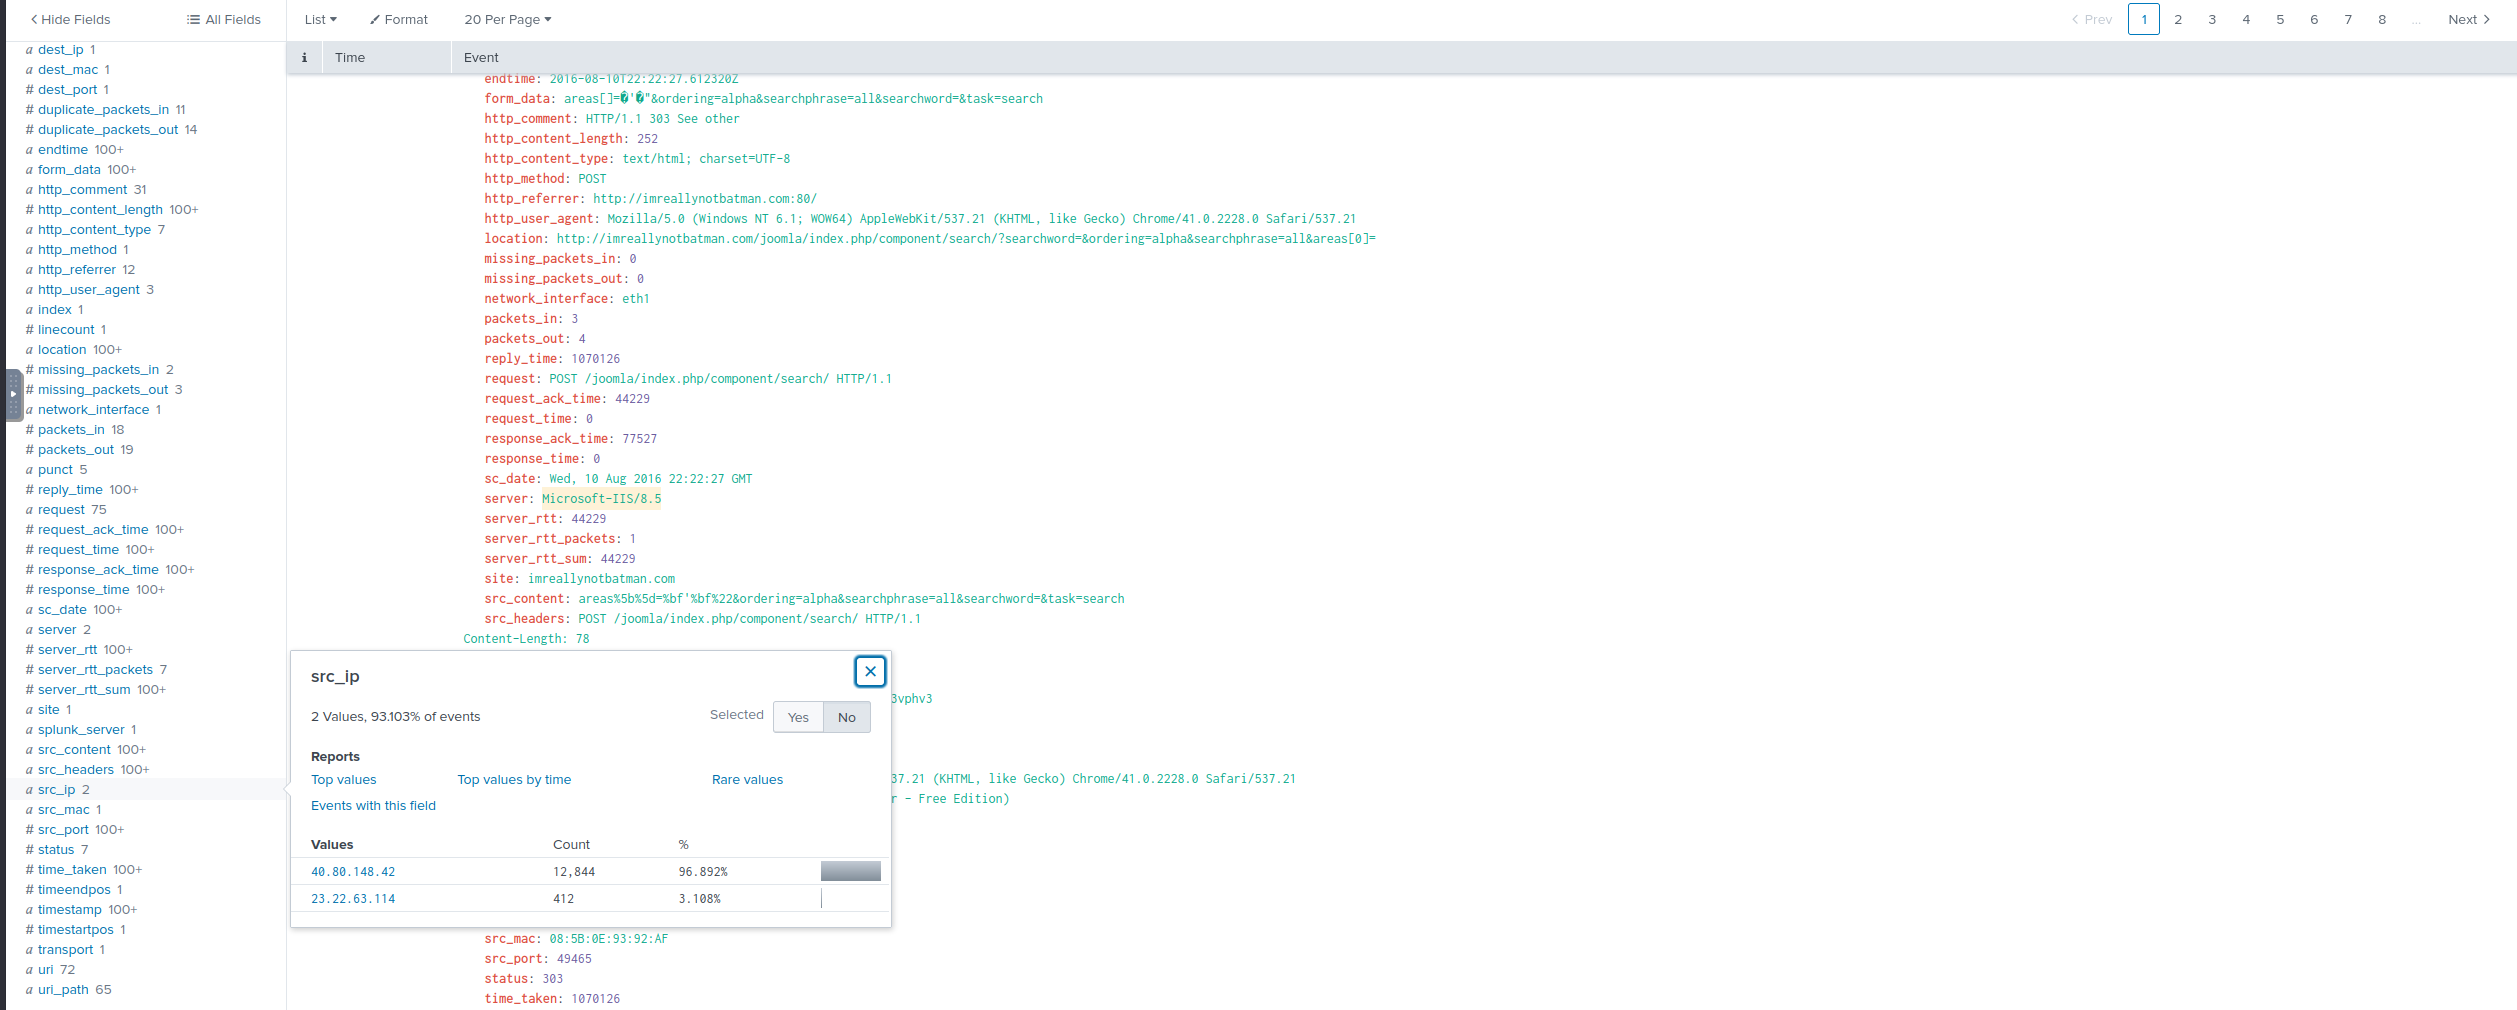 Hide Fields
All Fields
List
Format
20 Per Page
Prev
1
2
3
4
5
6
7
8
...
Next
a dest_ip 1
a dest_mac 1
# dest_port 1
# duplicate_packets_in 11
# duplicate_packets_out 14
a endtime 100+
a form_data 100+
a http_comment 31
# http_content_length 100+
a http_content_type 7
a http_method 1
a http_referrer 12
a http_user_agent 3
a index 1
# linecount 1
a location 100+
# missing_packets_in 2
# missing_packets_out 3
a network_interface 1
# packets_in 18
# packets_out 19
a punct 5
# reply_time 100+
a request 75
# request_ack_time 100+
# request_time 100+
# response_ack_time 100+
# response_time 100+
a sc_date 100+
a server 2
# server_rtt 100+
# server_rtt_packets 7
# server_rtt_sum 100+
a site 1
a splunk_server 1
a src_content 100+
a src_headers 100+
a src_ip 2
a src_mac 1
# src_port 100+
# status 7
# time_taken 100+
# timeendpos 1
a timestamp 100+
# timestartpos 1
a transport 1
a uri 72
a uri_path 65
i
Time
Event
endtime: 2016-08-10T22:22:27.612320Z
form_data: areas[]=�'�"&ordering=alpha&searchphrase=all&searchword=&task=search
http_comment: HTTP/1.1 303 See other
http_content_length: 252
http_content_type: text/html; charset=UTF-8
http_method: POST
http_referrer: http://imreallynotbatman.com:80/
http_user_agent: Mozilla/5.0 (Windows NT 6.1; WOW64) AppleWebKit/537.21 (KHTML, like Gecko) Chrome/41.0.2228.0 Safari/537.21
location: http://imreallynotbatman.com/joomla/index.php/component/search/?searchword=&ordering=alpha&searchphrase=all&areas[0]=
missing_packets_in: 0
missing_packets_out: 0
network_interface: eth1
packets_in: 3
packets_out: 4
reply_time: 1070126
request: POST /joomla/index.php/component/search/ HTTP/1.1
request_ack_time: 44229
request_time: 0
response_ack_time: 77527
response_time: 0
sc_date: Wed, 10 Aug 2016 22:22:27 GMT
server: Microsoft-IIS/8.5
server_rtt: 44229
server_rtt_packets: 1
server_rtt_sum: 44229
site: imreallynotbatman.com
src_content: areas%5b%5d=%bf'%bf%22&ordering=alpha&searchphrase=all&searchword=&task=search
src_headers: POST /joomla/index.php/component/search/ HTTP/1.1
Content-Length: 78
3vphv3
37.21 (KHTML, like Gecko) Chrome/41.0.2228.0 Safari/537.21
r - Free Edition)
src_ip
2 Values, 93.103% of events
Selected
Yes
No
Reports
Top values
Top values by time
Rare values
Events with this field
Values Count %
40.80.148.42 12,844 96.892%
23.22.63.114 412 3.108%
src_mac: 08:5B:0E:93:92:AF
src_port: 49465
status: 303
time_taken: 1070126